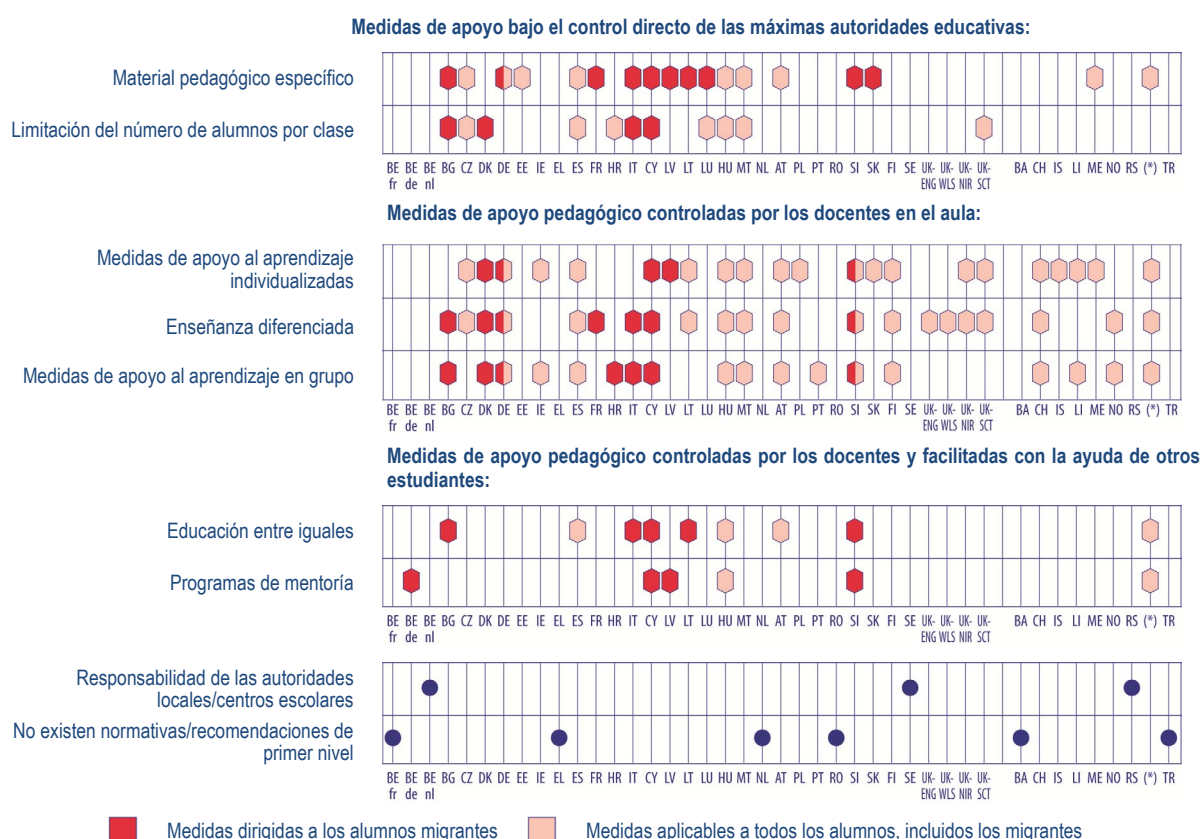 Medidas de apoyo bajo el control directo de las máximas autoridades educativas:
Material pedagógico específico
Limitación del número de alumnos por clase
BE BE BE BG CZ DK DE EE IE EL ES FR HR IT CY LV LT LU HU MT NL AT PL PT RO SI SK FI SE UK- UK- UK- UK- BA CH IS LI ME NO RS (*) TR
fr de nl ENG WLS NIR SCT
Medidas de apoyo pedagógico controladas por los docentes en el aula:
Medidas de apoyo al aprendizaje
individualizadas
Enseñanza diferenciada
Medidas de apoyo al aprendizaje en grupo
BE BE BE BG CZ DK DE EE IE EL ES FR HR IT CY LV LT LU HU MT NL AT PL PT RO SI SK FI SE UK- UK- UK- UK- BA CH IS LI ME NO RS (*) TR
fr de nl ENG WLS NIR SCT
Medidas de apoyo pedagógico controladas por los docentes y facilitadas con la ayuda de otros
estudiantes:
Educación entre iguales
Programas de mentoría
BE BE BE BG CZ DK DE EE IE EL ES FR HR IT CY LV LT LU HU MT NL AT PL PT RO SI SK FI SE UK- UK- UK- UK- BA CH IS LI ME NO RS (*) TR
fr de nl ENG WLS NIR SCT
Responsabilidad de las autoridades
locales/centros escolares
No existen normativas/recomendaciones de
primer nivel
BE BE BE BG CZ DK DE EE IE EL ES FR HR IT CY LV LT LU HU MT NL AT PL PT RO SI SK FI SE UK- UK- UK- UK- BA CH IS LI ME NO RS (*) TR
fr de nl ENG WLS NIR SCT
Medidas dirigidas a los alumnos migrantes Medidas aplicables a todos los alumnos, incluidos los migrantes